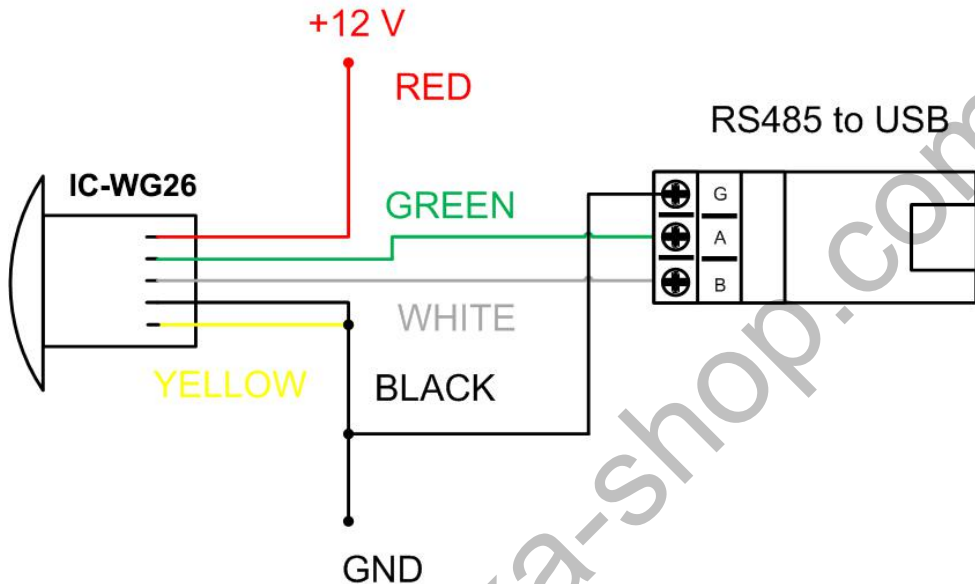 +12 V
RED
RS485 to USB
IC-WG26
GREEN
G
A
B
WHITE
YELLOW
BLACK
GND